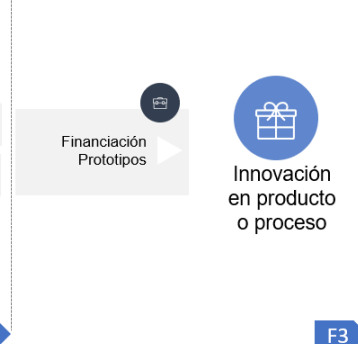 Financiación
Prototipos
Innovación
en producto
o proceso
F3